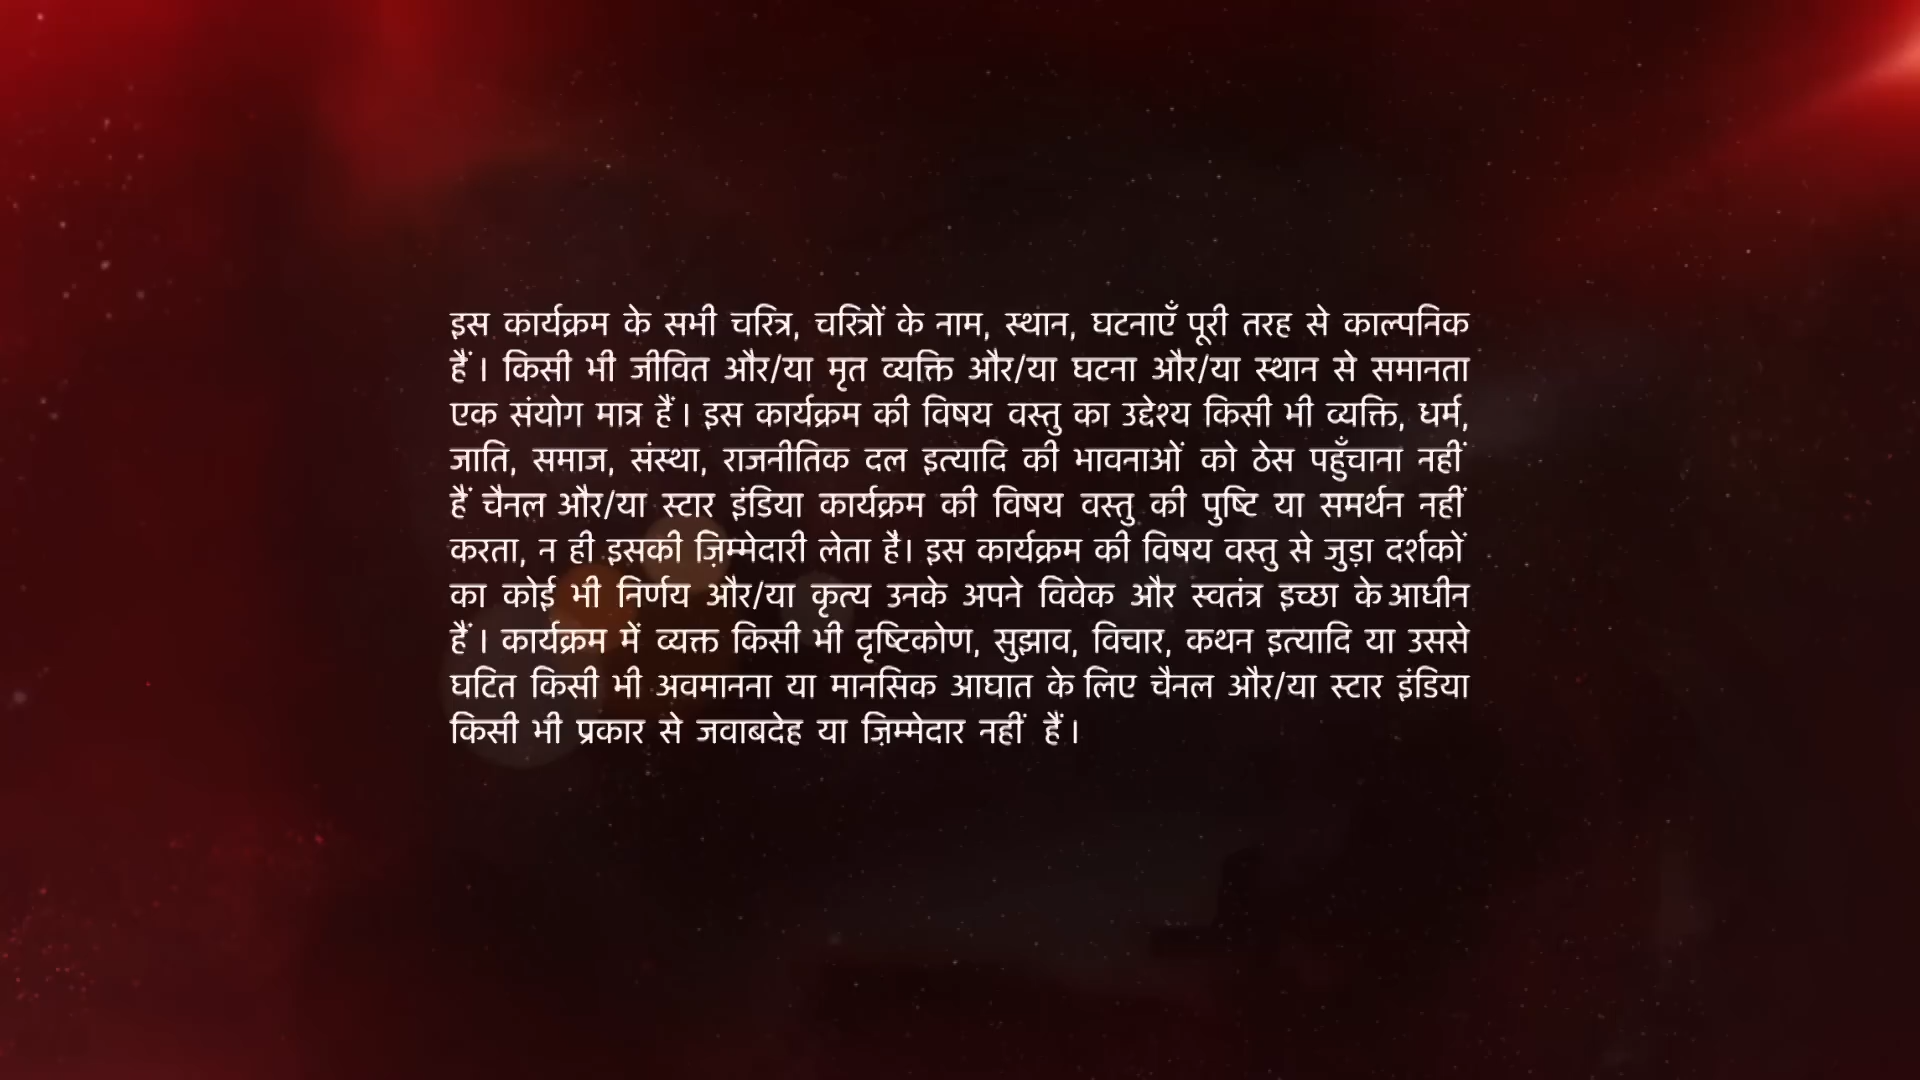 इस कार्यक्रम के सभी चरित्र, चरित्रों के नाम, स्थान, घटनाएँ पूरी तरह से काल्पनिक
हैं । किसी भी जीवित और/या मृत व्यक्ति और/या घटना और/या स्थान से समानता
एक संयोग मात्र हैं । इस कार्यक्रम की विषय वस्तु का उद्देश्य किसी भी व्यक्ति, धर्म,
जाति, समाज, संस्था, राजनीतिक दल इत्यादि की भावनाओं को ठेस पहुँचाना नहीं
हैं चैनल और/या स्टार इंडिया कार्यक्रम की विषय वस्तु की पुष्टि या समर्थन नहीं
करता, न ही इसकी ज़िम्मेदारी लेता है। इस कार्यक्रम की विषय वस्तु से जुड़ा दर्शकों
का कोई भी निर्णय और/या कृत्य उनके अपने विवेक और स्वतंत्र इच्छा के आधीन
हैं । कार्यक्रम में व्यक्त किसी भी दृष्टिकोण, सुझाव, विचार, कथन इत्यादि या उससे
घटित किसी भी अवमानना या मानसिक आघात के लिए चैनल और/या स्टार इंडिया
किसी भी प्रकार से जवाबदेह या ज़िम्मेदार नहीं हैं ।